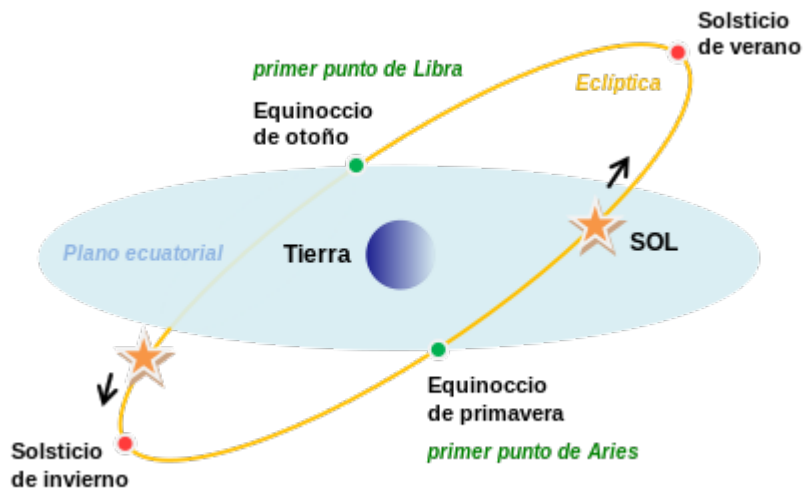 Solsticio
de verano
primer punto de Libra
Eclíptica
Equinoccio
de otoño
SOL
Plano ecuatorial
Tierra
Equinoccio
de primavera
primer punto de Aries
Solsticio
de invierno